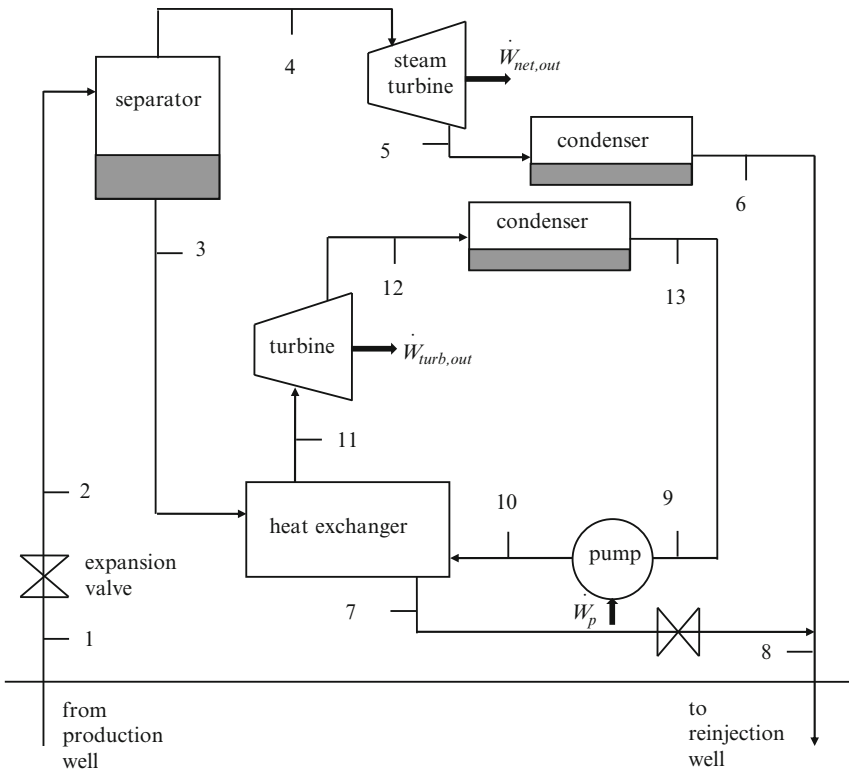 4
steam
turbine
Ẇnet,out
separator
condenser
5
6
condenser
3
12
13
turbine
Ẇturb,out
11
2
heat exchanger
10
9
pump
expansion
valve
7
Ẇp
1
8
from
production
well
to
reinjection
well